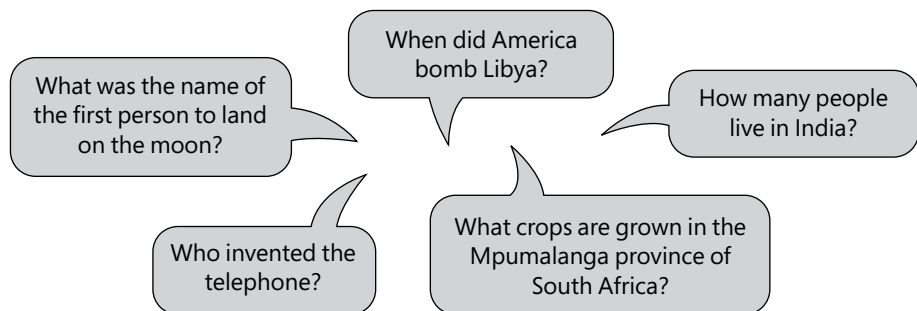 When did America
bomb Libya?
What was the name of
the first person to land
on the moon?
How many people
live in India?
Who invented the
telephone?
What crops are grown in the
Mpumalanga province of
South Africa?